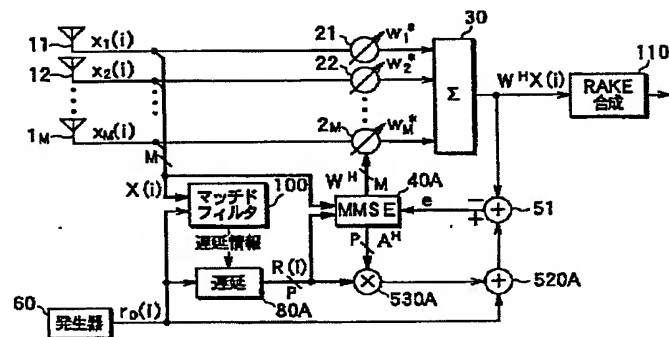 11
x₁(i)
21
w₁*
30
12
x₂(i)
22
w₂*
110
Σ
WᴴX(i)
RAKE
合成
1M
xM(i)
2M
wM*
M
Wᴴ
M
40A
X(i)
100
マッチド
フィルタ
MMSE
e
−
+
51
遅延情報
P
Aᴴ
R(i)
遅延
P
×
+
520A
80A
530A
60
発生器
r_D(i)